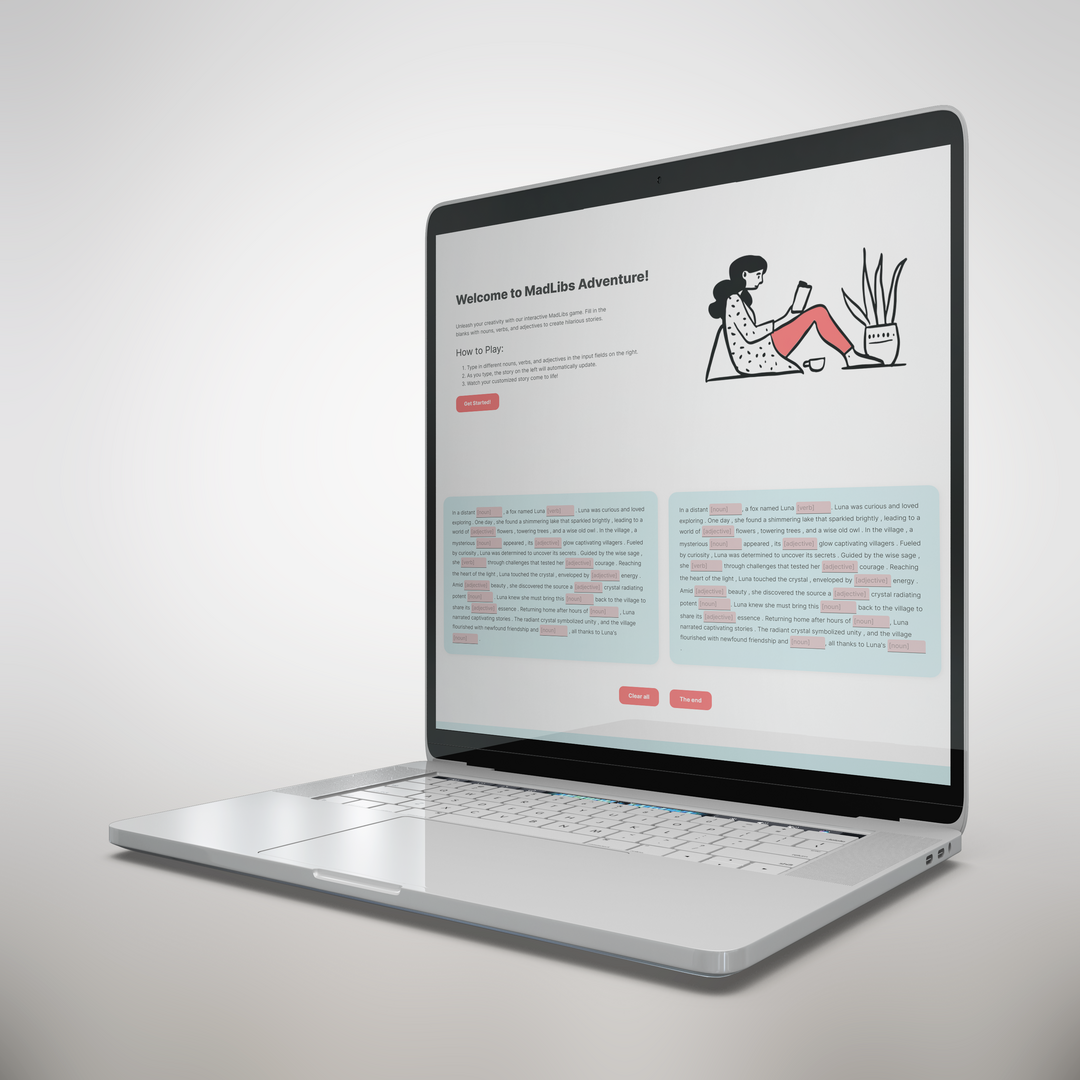 Welcome to MadLibs Adventure!
Unleash your creativity with our interactive MadLibs game. Fill in the
blanks with nouns, verbs, and adjectives to create hilarious stories.
How to Play:
1. Type in different nouns, verbs, and adjectives in the input fields on the right.
2. As you type, the story on the left will automatically update.
3. Watch your customized story come to life!
Get Started!
In a distant [noun] , a fox named Luna [verb] . Luna was curious and loved
exploring . One day , she found a shimmering lake that sparkled brightly , leading to a
world of [adjective] flowers , towering trees , and a wise old owl . In the village , a
mysterious [noun] appeared , its [adjective] glow captivating villagers . Fueled
by curiosity , Luna was determined to uncover its secrets . Guided by the wise sage ,
she [verb] through challenges that tested her [adjective] courage . Reaching
the heart of the light , Luna touched the crystal , enveloped by [adjective] energy .
Amid [adjective] beauty , she discovered the source a [adjective] crystal radiating
potent [noun] . Luna knew she must bring this [noun] back to the village to
share its [adjective] essence . Returning home after hours of [noun] , Luna
narrated captivating stories . The radiant crystal symbolized unity , and the village
flourished with newfound friendship and [noun] , all thanks to Luna's
[noun]
In a distant [noun] , a fox named Luna [verb] . Luna was curious and loved
exploring . One day , she found a shimmering lake that sparkled brightly , leading to a
world of [adjective] flowers , towering trees , and a wise old owl . In the village , a
mysterious [noun] appeared , its [adjective] glow captivating villagers . Fueled
by curiosity , Luna was determined to uncover its secrets . Guided by the wise sage ,
she [verb] through challenges that tested her [adjective] courage . Reaching
the heart of the light , Luna touched the crystal , enveloped by [adjective] energy .
Amid [adjective] beauty , she discovered the source a [adjective] crystal radiating
potent [noun] . Luna knew she must bring this [noun] back to the village to
share its [adjective] essence . Returning home after hours of [noun] , Luna
narrated captivating stories . The radiant crystal symbolized unity , and the village
flourished with newfound friendship and [noun] , all thanks to Luna's [noun]
.
Clear all
The end